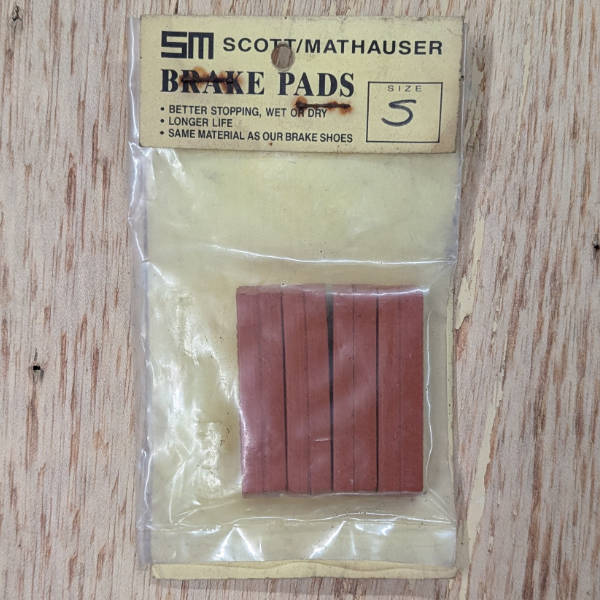 SM SCOTT/MATHAUSER
BRAKE PADS
• BETTER STOPPING, WET OR DRY
• LONGER LIFE
• SAME MATERIAL AS OUR BRAKE SHOES
SIZE
S